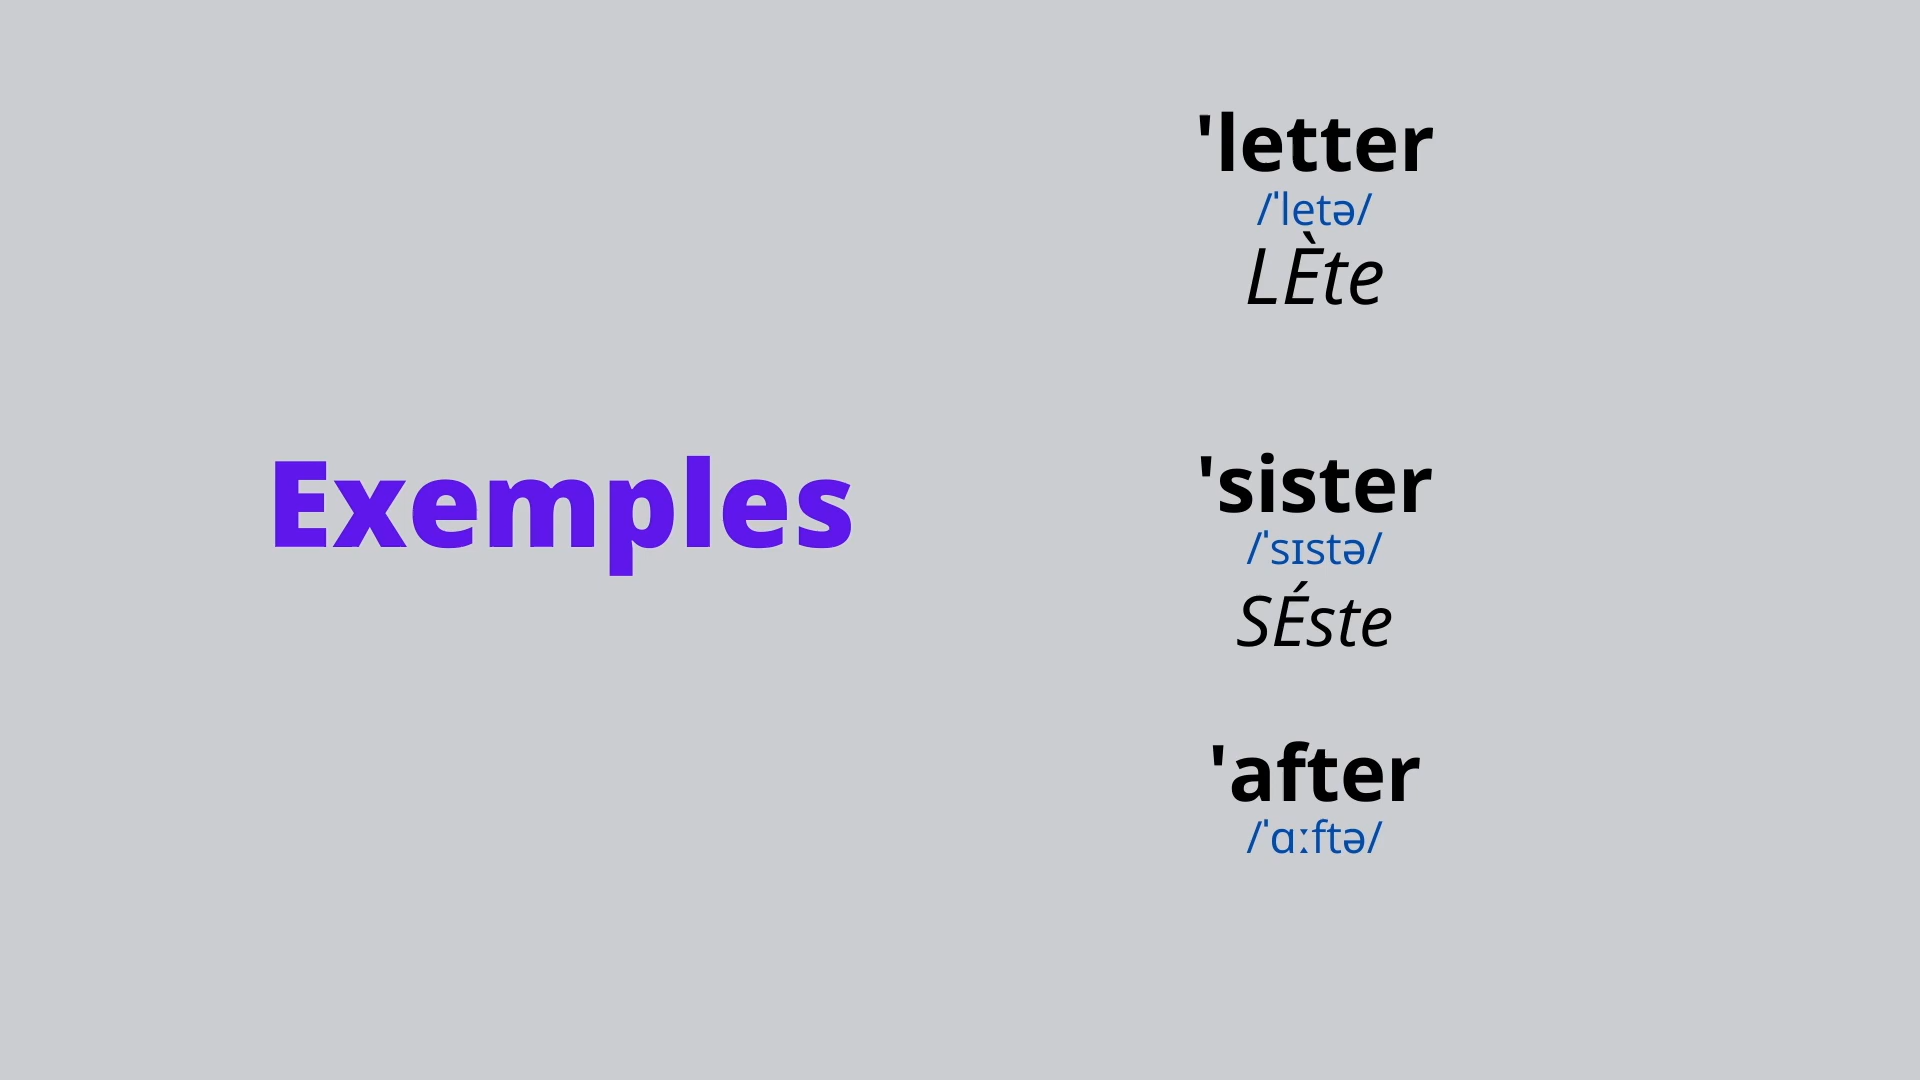 Exemples
'letter
/ˈletə/
LÈte
'sister
/ˈsɪstə/
SÉste
'after
/ˈɑːftə/